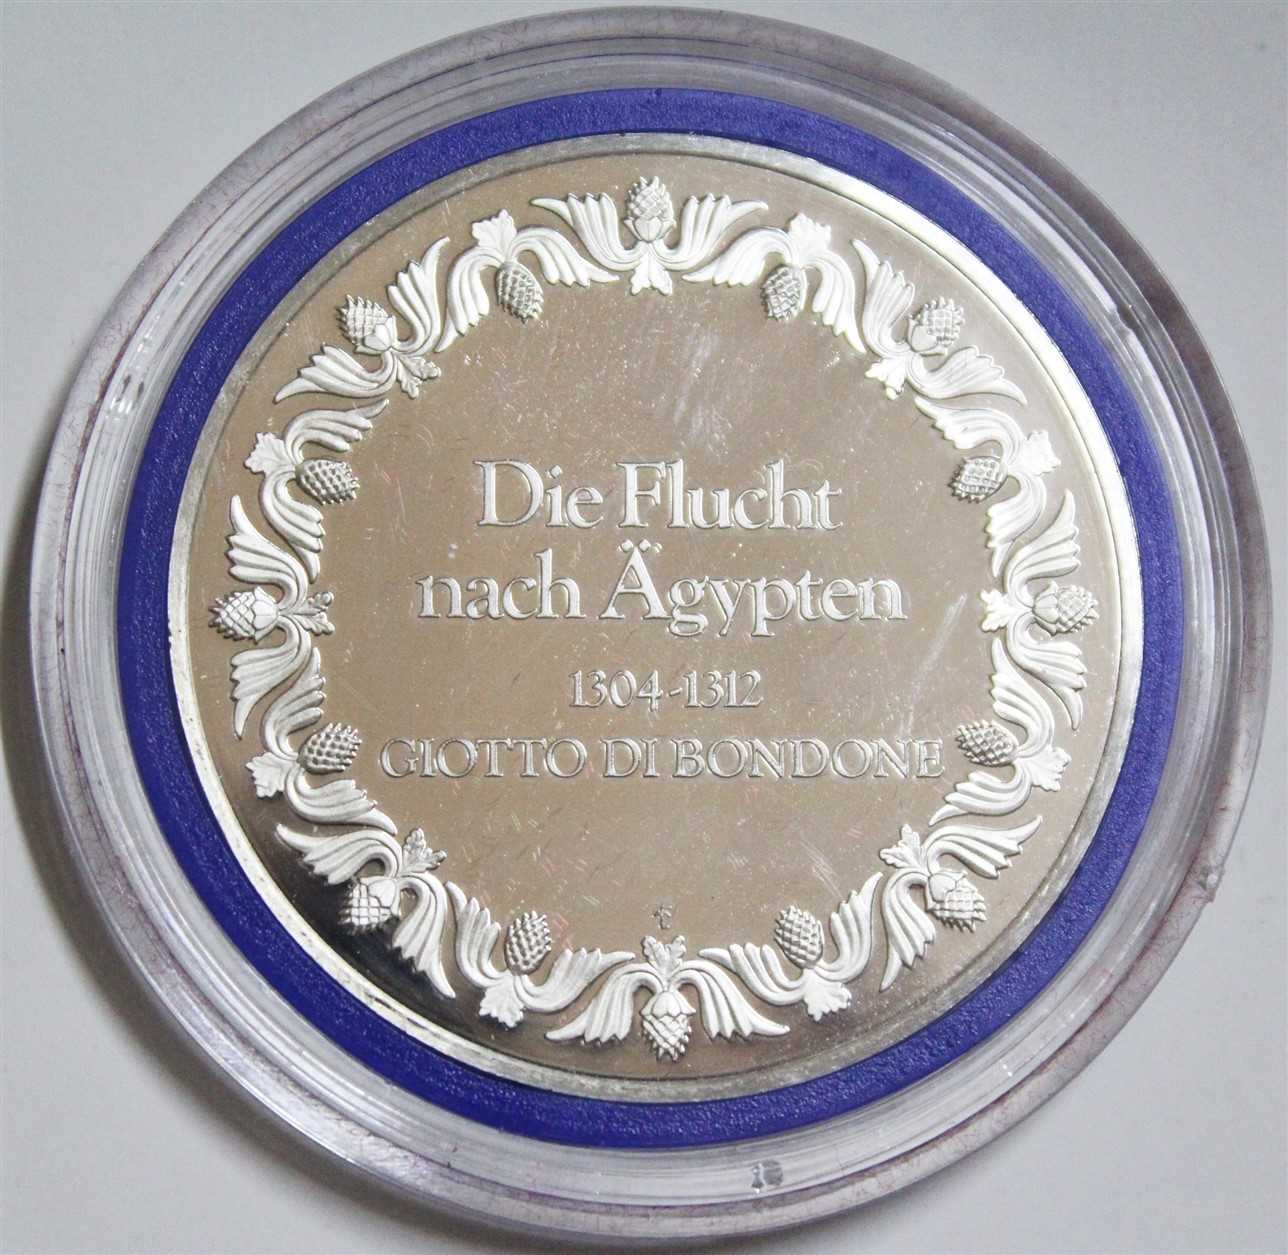 Die Flucht
nach Ägypten
1304-1312
GIOTTO DI BONDONE